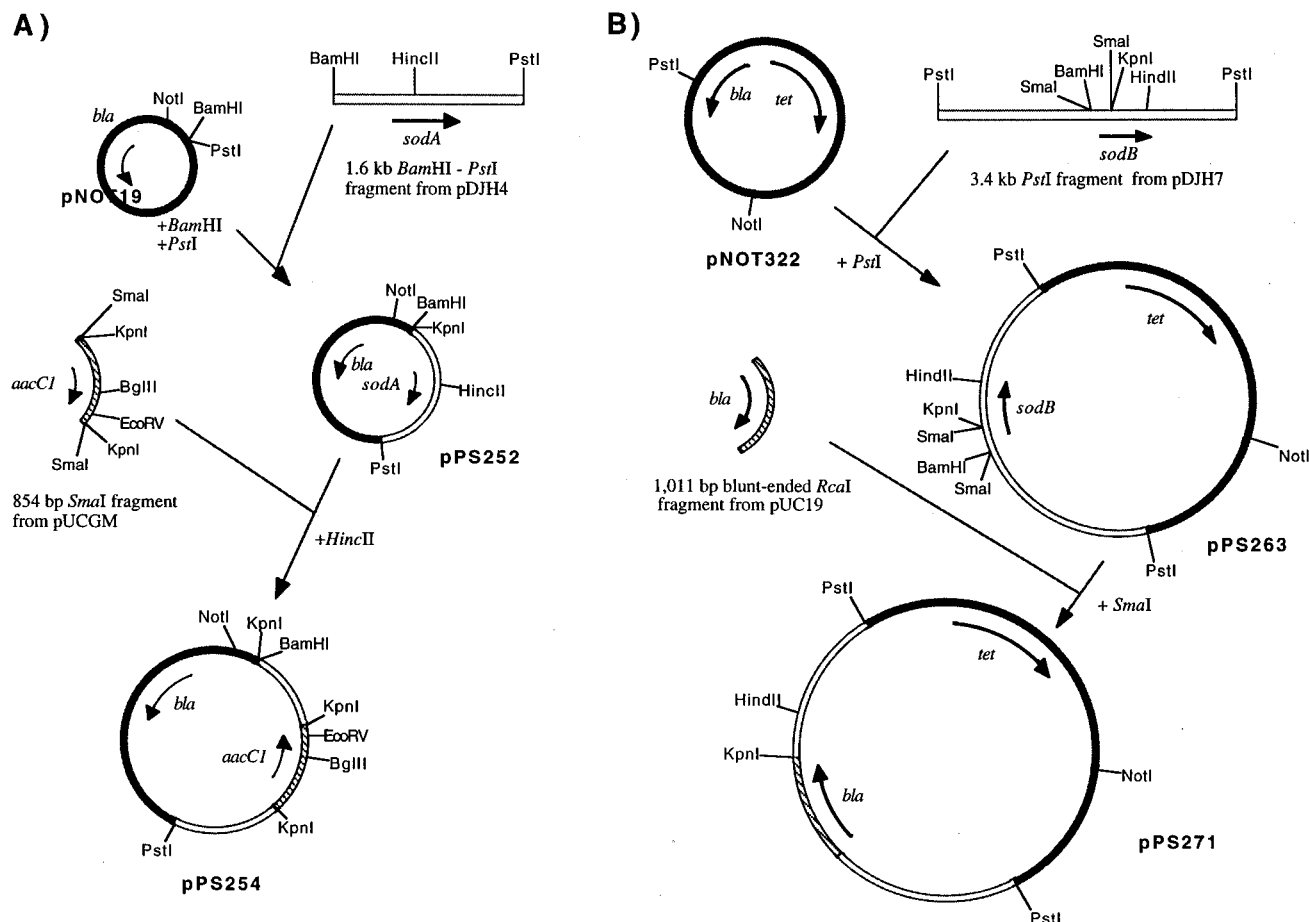 A)
BamHI
HincII
PstI
sodA
1.6 kb BamHI - PstI
fragment from pDJH4
bla
NotI
BamHI
PstI
pNOT19
+BamHI
+PstI
SmaI
KpnI
aacC1
BglII
EcoRV
KpnI
SmaI
854 bp SmaI fragment
from pUCGM
NotI
BamHI
KpnI
bla
sodA
HincII
PstI
pPS252
+HincII
NotI
KpnI
BamHI
bla
KpnI
EcoRV
aacC1
BglII
KpnI
PstI
pPS254
B)
PstI
bla
tet
NotI
pNOT322
PstI
SmaI
BamHI
SmaI
KpnI
HindII
PstI
sodB
3.4 kb PstI fragment from pDJH7
+ PstI
PstI
tet
HindII
KpnI
sodB
SmaI
BamHI
SmaI
NotI
pPS263
PstI
bla
1,011 bp blunt-ended RcaI
fragment from pUC19
+ SmaI
PstI
tet
HindII
KpnI
bla
NotI
pPS271
PstI